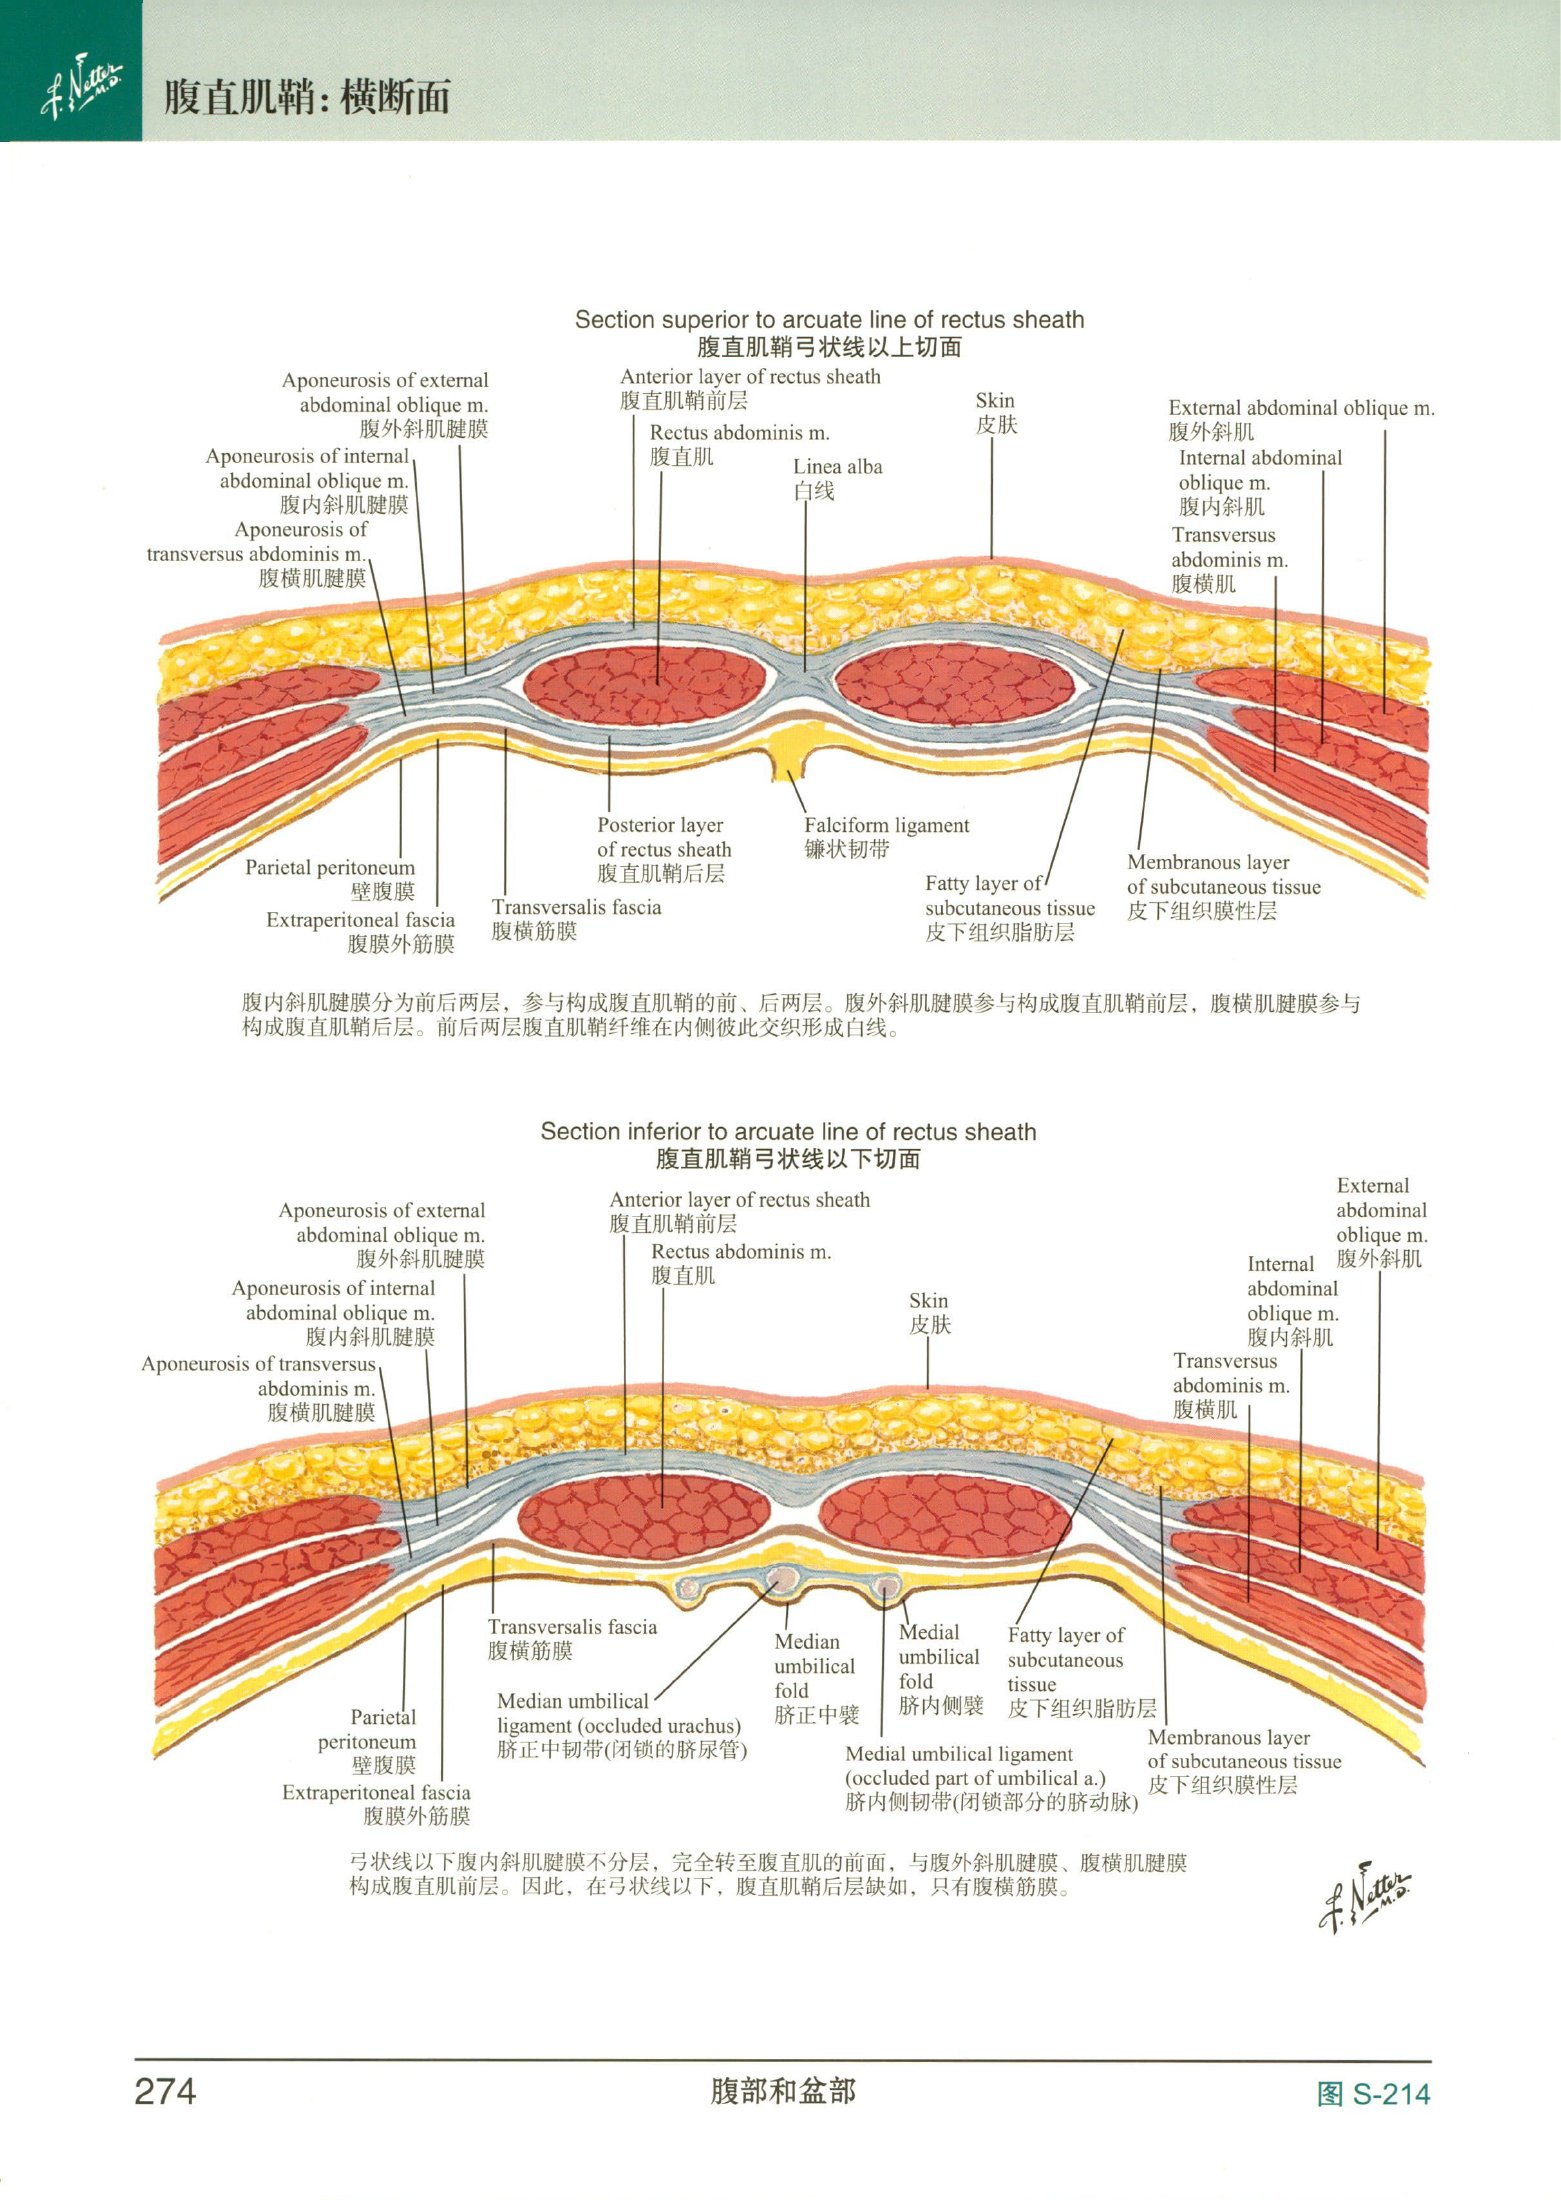 F. Netter M.D.
腹直肌鞘：横断面
Section superior to arcuate line of rectus sheath
腹直肌鞘弓状线以上切面
Aponeurosis of external
abdominal oblique m.
腹外斜肌腱膜
Aponeurosis of internal
abdominal oblique m.
腹内斜肌腱膜
Aponeurosis of
transversus abdominis m.
腹横肌腱膜
Anterior layer of rectus sheath
腹直肌鞘前层
Rectus abdominis m.
腹直肌
Linea alba
白线
Skin
皮肤
External abdominal oblique m.
腹外斜肌
Internal abdominal
oblique m.
腹内斜肌
Transversus
abdominis m.
腹横肌
Parietal peritoneum
壁腹膜
Extraperitoneal fascia
腹膜外筋膜
Transversalis fascia
腹横筋膜
Posterior layer
of rectus sheath
腹直肌鞘后层
Falciform ligament
镰状韧带
Fatty layer of
subcutaneous tissue
皮下组织脂肪层
Membranous layer
of subcutaneous tissue
皮下组织膜性层
腹内斜肌腱膜分为前后两层，参与构成腹直肌鞘的前、后两层。腹外斜肌腱膜参与构成腹直肌鞘前层，腹横肌腱膜参与
构成腹直肌鞘后层。前后两层腹直肌鞘纤维在内侧彼此交织形成白线。
Section inferior to arcuate line of rectus sheath
腹直肌鞘弓状线以下切面
Aponeurosis of external
abdominal oblique m.
腹外斜肌腱膜
Aponeurosis of internal
abdominal oblique m.
腹内斜肌腱膜
Aponeurosis of transversus
abdominis m.
腹横肌腱膜
Anterior layer of rectus sheath
腹直肌鞘前层
Rectus abdominis m.
腹直肌
Skin
皮肤
External
abdominal
oblique m.
腹外斜肌
Internal
abdominal
oblique m.
腹内斜肌
Transversus
abdominis m.
腹横肌
Parietal
peritoneum
壁腹膜
Extraperitoneal fascia
腹膜外筋膜
Transversalis fascia
腹横筋膜
Median umbilical
ligament (occluded urachus)
脐正中韧带(闭锁的脐尿管)
Median
umbilical
fold
脐正中襞
Medial
umbilical
fold
脐内侧襞
Medial umbilical ligament
(occluded part of umbilical a.)
脐内侧韧带(闭锁部分的脐动脉)
Fatty layer of
subcutaneous
tissue
皮下组织脂肪层
Membranous layer
of subcutaneous tissue
皮下组织膜性层
弓状线以下腹内斜肌腱膜不分层，完全转至腹直肌的前面，与腹外斜肌腱膜、腹横肌腱膜
构成腹直肌前层。因此，在弓状线以下，腹直肌鞘后层缺如，只有腹横筋膜。
F. Netter M.D.
274
腹部和盆部
图 S-214